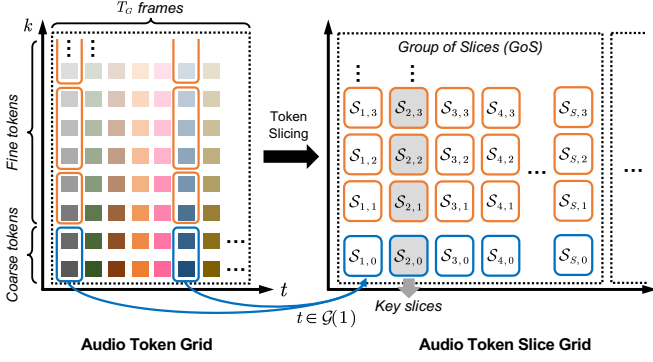 T_G frames
k
Fine tokens
Coarse tokens
t
t ∈ G(1)
Audio Token Grid
Token
Slicing
Group of Slices (GoS)
S_{1,3} S_{2,3} S_{3,3} S_{4,3} S_{S,3}
S_{1,2} S_{2,2} S_{3,2} S_{4,2} S_{S,2}
S_{1,1} S_{2,1} S_{3,1} S_{4,1} S_{S,1}
S_{1,0} S_{2,0} S_{3,0} S_{4,0} S_{S,0}
Key slices
Audio Token Slice Grid